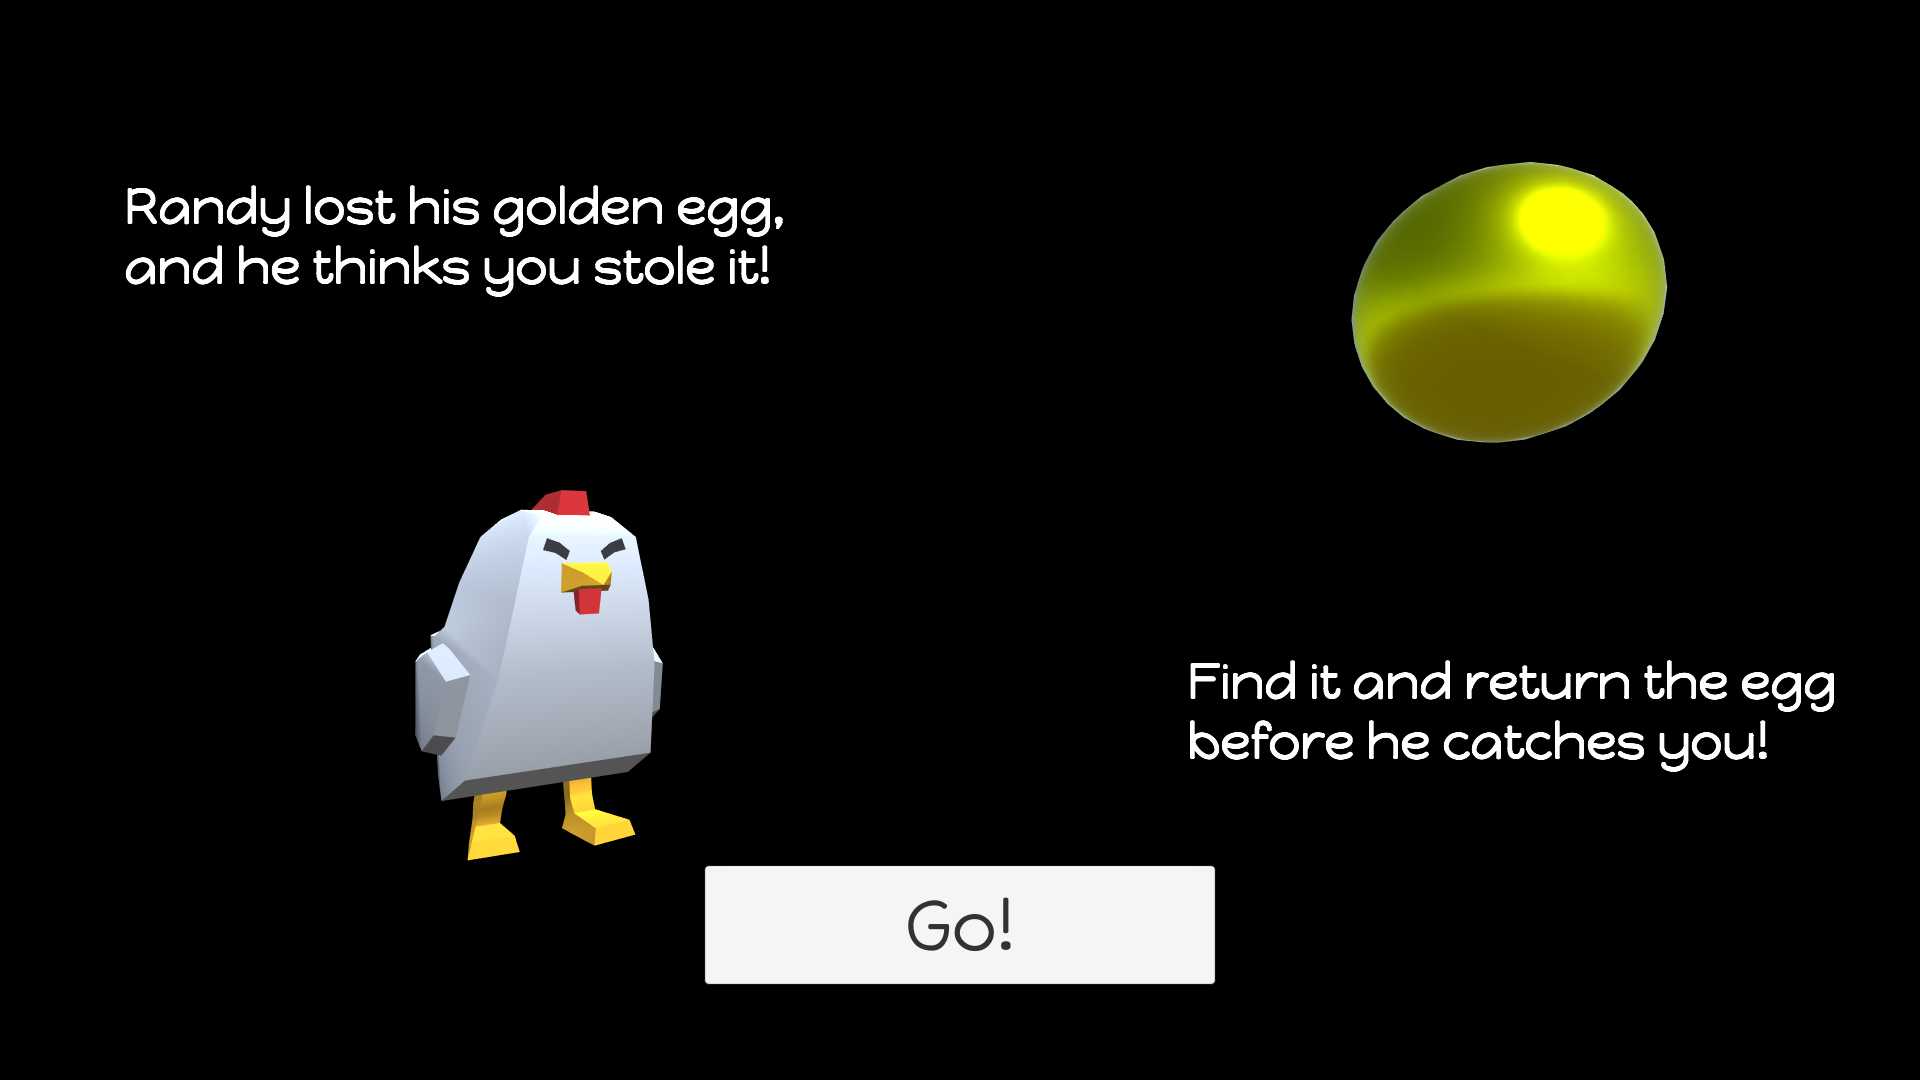 Randy lost his golden egg,
and he thinks you stole it!
Find it and return the egg
before he catches you!
Go!